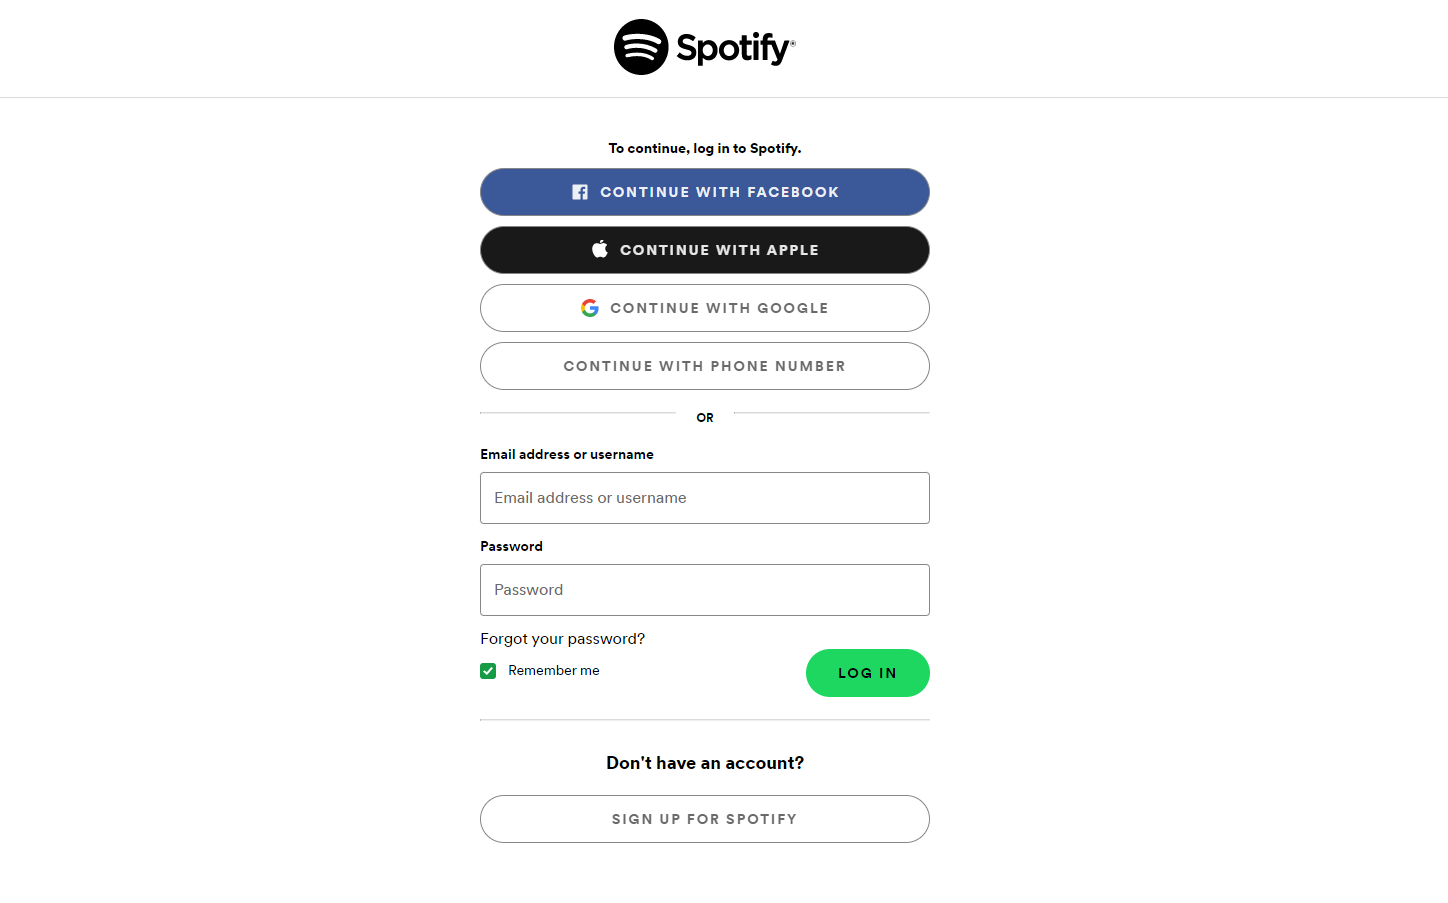 Spotify®
To continue, log in to Spotify.
CONTINUE WITH FACEBOOK
CONTINUE WITH APPLE
CONTINUE WITH GOOGLE
CONTINUE WITH PHONE NUMBER
OR
Email address or username
Email address or username
Password
Password
Forgot your password?
Remember me
LOG IN
Don't have an account?
SIGN UP FOR SPOTIFY